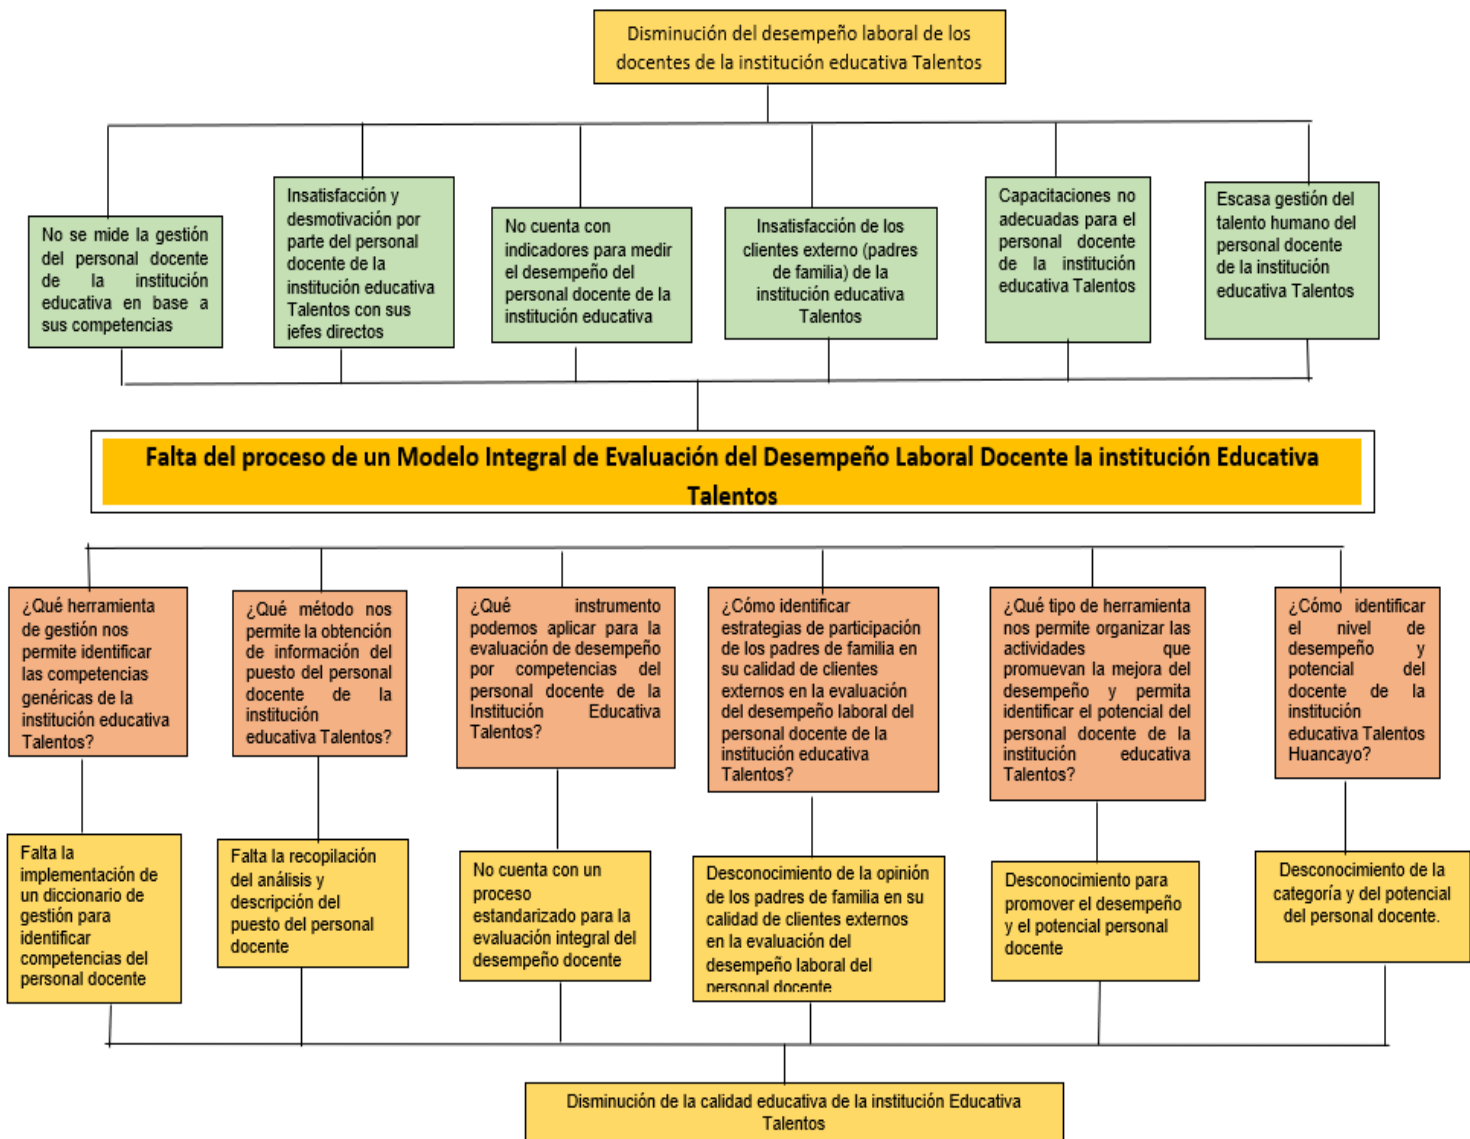 Disminución del desempeño laboral de los
docentes de la institución educativa Talentos
No se mide la gestión
del personal docente
de la institución
educativa en base a
sus competencias
Insatisfacción y
desmotivación por
parte del personal
docente de la
institución educativa
Talentos con sus
jefes directos
No cuenta con
indicadores para medir
el desempeño del
personal docente de la
institución educativa
Insatisfacción de los
clientes externo (padres
de familia) de la
institución educativa
Talentos
Capacitaciones no
adecuadas para el
personal docente
de la institución
educativa Talentos
Escasa gestión del
talento humano del
personal docente
de la institución
educativa Talentos
Falta del proceso de un Modelo Integral de Evaluación del Desempeño Laboral Docente la institución Educativa
Talentos
¿Qué herramienta
de gestión nos
permite identificar
las competencias
genéricas de la
institución educativa
Talentos?
¿Qué método nos
permite la obtención
de información del
puesto del personal
docente de la
institución
educativa Talentos?
¿Qué instrumento
podemos aplicar para la
evaluación de desempeño
por competencias del
personal docente de la
Institución Educativa
Talentos?
¿Cómo identificar
estrategias de participación
de los padres de familia en
su calidad de clientes
externos en la evaluación
del desempeño laboral del
personal docente de la
institución educativa
Talentos?
¿Qué tipo de herramienta
nos permite organizar las
actividades que
promuevan la mejora del
desempeño y permita
identificar el potencial del
personal docente de la
institución educativa
Talentos?
¿Cómo identificar
el nivel de
desempeño y
potencial del
docente de la
institución
educativa Talentos
Huancayo?
Falta la
implementación de
un diccionario de
gestión para
identificar
competencias del
personal docente
Falta la recopilación
del análisis y
descripción del
puesto del personal
docente
No cuenta con un
proceso
estandarizado para la
evaluación integral del
desempeño docente
Desconocimiento de la opinión
de los padres de familia en su
calidad de clientes externos
en la evaluación del
desempeño laboral del
personal docente
Desconocimiento para
promover el desempeño
y el potencial personal
docente
Desconocimiento de la
categoría y del potencial
del personal docente.
Disminución de la calidad educativa de la institución Educativa
Talentos